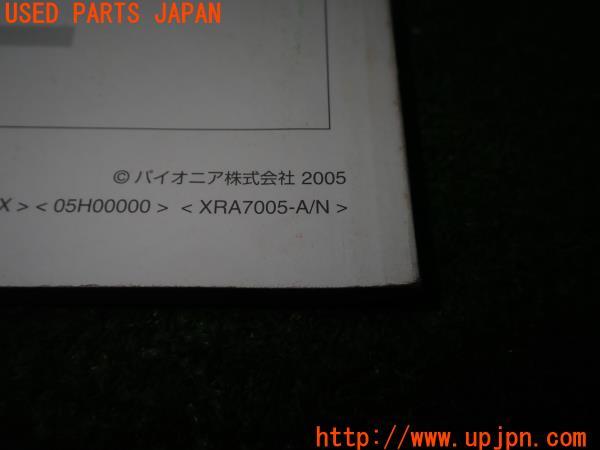 USED PARTS JAPAN
© パイオニア株式会社 2005
X > < 05H00000 > < XRA7005-A/N >
http://www.upjpn.com